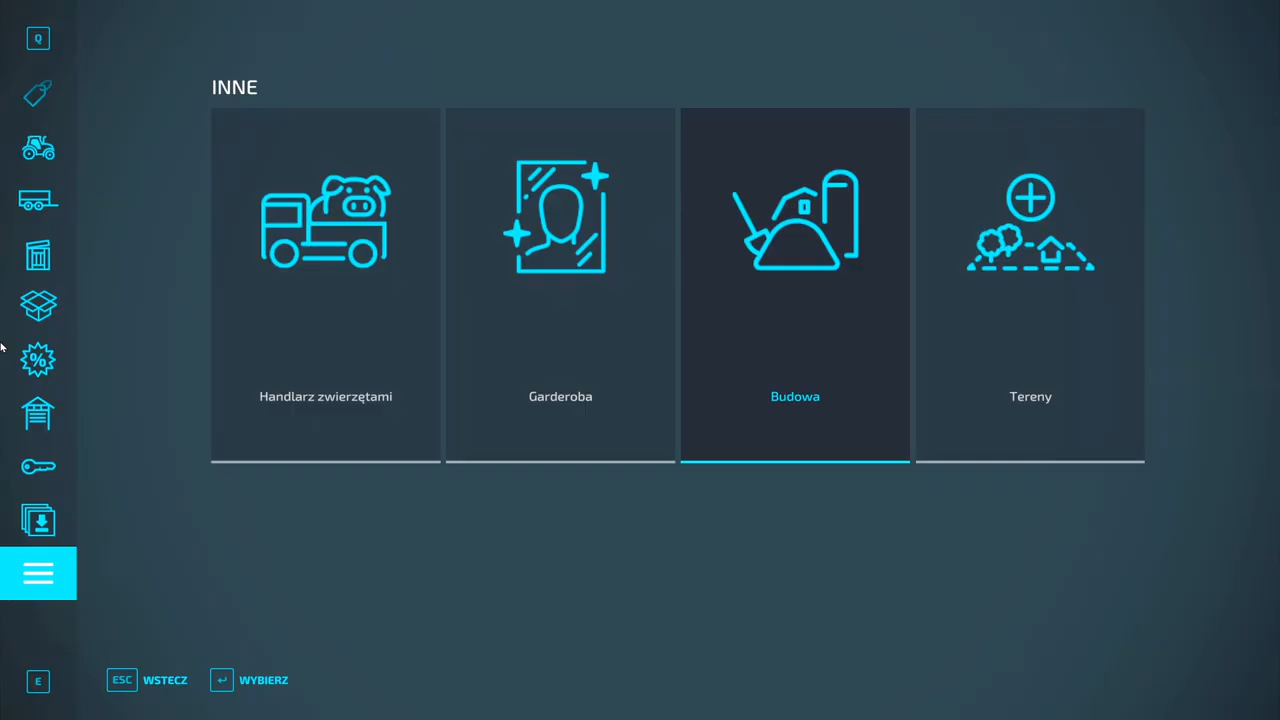 Q
INNE
%
Handlarz zwierzętami
Garderoba
Budowa
Tereny
E
ESC WSTECZ
↩ WYBIERZ